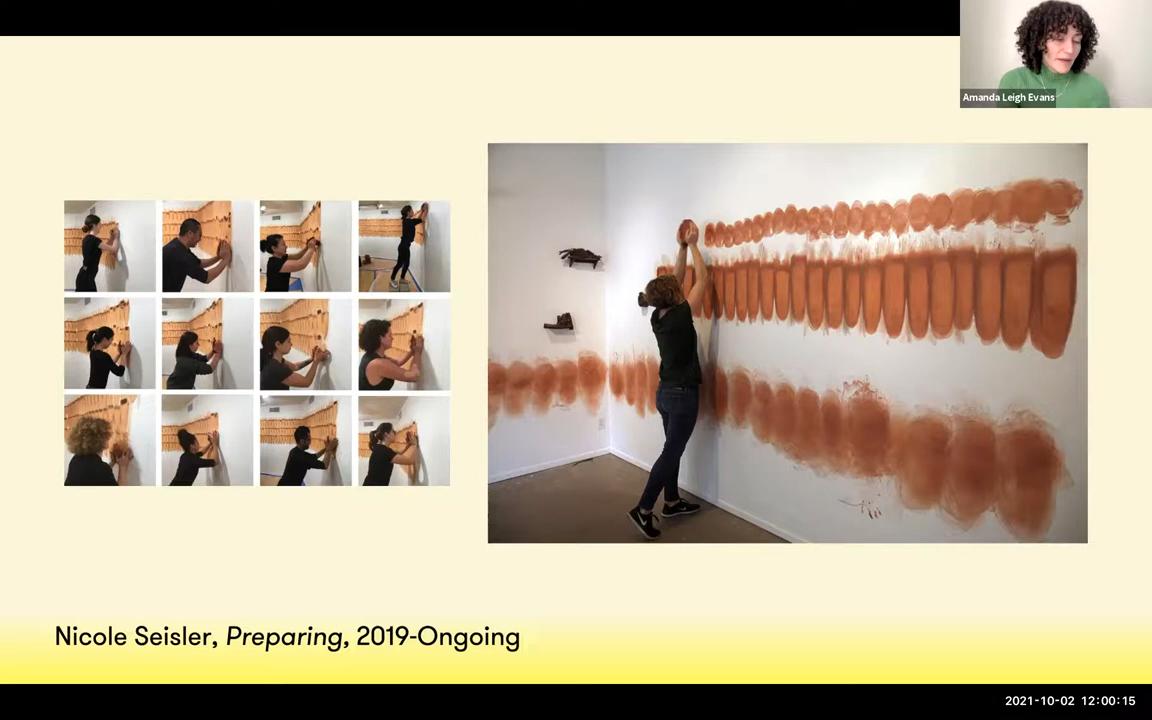 Amanda Leigh Evans
Nicole Seisler, Preparing, 2019-Ongoing
2021-10-02 12:00:15